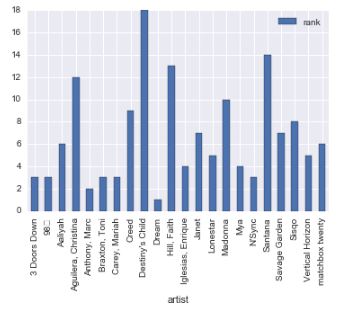 18
16
14
12
10
8
6
4
2
0
rank
3 Doors Down
98□
Aaliyah
Aguilera, Christina
Anthony, Marc
Braxton, Toni
Carey, Mariah
Creed
Destiny's Child
Dream
Hill, Faith
Iglesias, Enrique
Janet
Lonestar
Madonna
Mya
N'Sync
Santana
Savage Garden
Sisqo
Vertical Horizon
matchbox twenty
artist